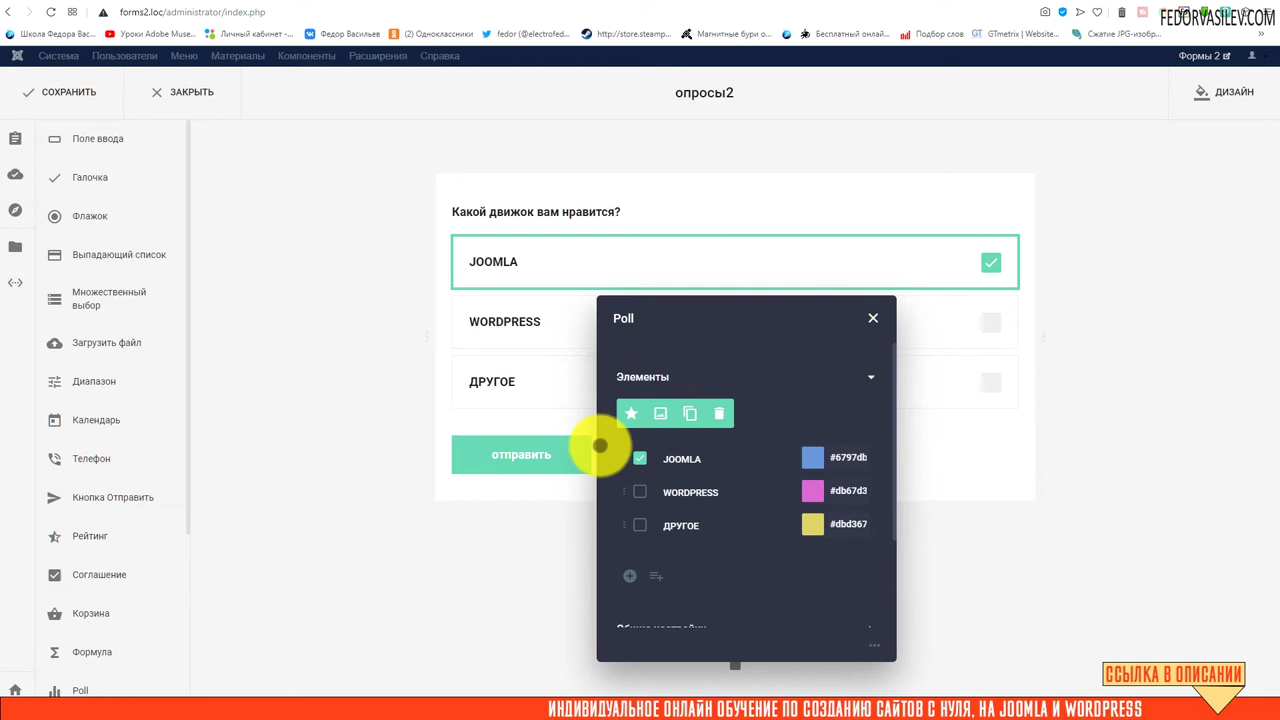 forms2.loc/administrator/index.php
FEDORVASILEV.COM
Школа Федора Вас...
Уроки Adobe Muse...
Личный кабинет -...
Федор Васильев
(2) Одноклассники
fedor (@electrofed...
http://store.steamp...
Магнитные бури о...
Бесплатный онлай...
Подбор слов
GTmetrix | Website...
Сжатие JPG-изобр...
Система
Пользователи
Меню
Материалы
Компоненты
Расширения
Справка
Формы 2
СОХРАНИТЬ
ЗАКРЫТЬ
опросы2
ДИЗАЙН
Поле ввода
Галочка
Флажок
Выпадающий список
Множественный
выбор
Загрузить файл
Диапазон
Календарь
Телефон
Кнопка Отправить
Рейтинг
Соглашение
Корзина
Формула
Poll
Какой движок вам нравится?
JOOMLA
WORDPRESS
ДРУГОЕ
отправить
Poll
Элементы
JOOMLA
#6797db
WORDPRESS
#db67d3
ДРУГОЕ
#dbd367
ССЫЛКА В ОПИСАНИИ
ИНДИВИДУАЛЬНОЕ ОНЛАЙН ОБУЧЕНИЕ ПО СОЗДАНИЮ САЙТОВ С НУЛЯ, НА JOOMLA И WORDPRESS